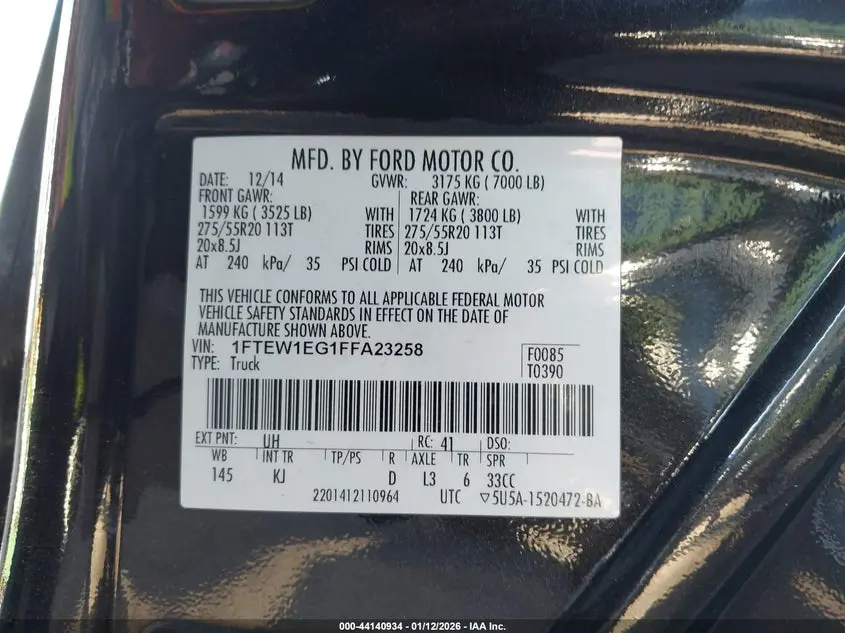 MFD. BY FORD MOTOR CO.
DATE: 12/14 GVWR: 3175 KG ( 7000 LB)
FRONT GAWR: REAR GAWR:
1599 KG ( 3525 LB) WITH 1724 KG ( 3800 LB) WITH
275/55R20 113T TIRES 275/55R20 113T TIRES
20x8.5J RIMS 20x8.5J RIMS
AT 240 kPa/ 35 PSI COLD AT 240 kPa/ 35 PSI COLD
THIS VEHICLE CONFORMS TO ALL APPLICABLE FEDERAL MOTOR
VEHICLE SAFETY STANDARDS IN EFFECT ON THE DATE OF
MANUFACTURE SHOWN ABOVE.
VIN: 1FTEW1EG1FFA23258 F0085
TYPE: Truck T0390
EXT PNT: UH RC: 41 DSO:
WB INT TR TP/PS R AXLE TR SPR
145 KJ D L3 6 33CC
2201412110964 UTC ▽5U5A-1520472-BA
000-44140934 - 01/12/2026 - IAA Inc.